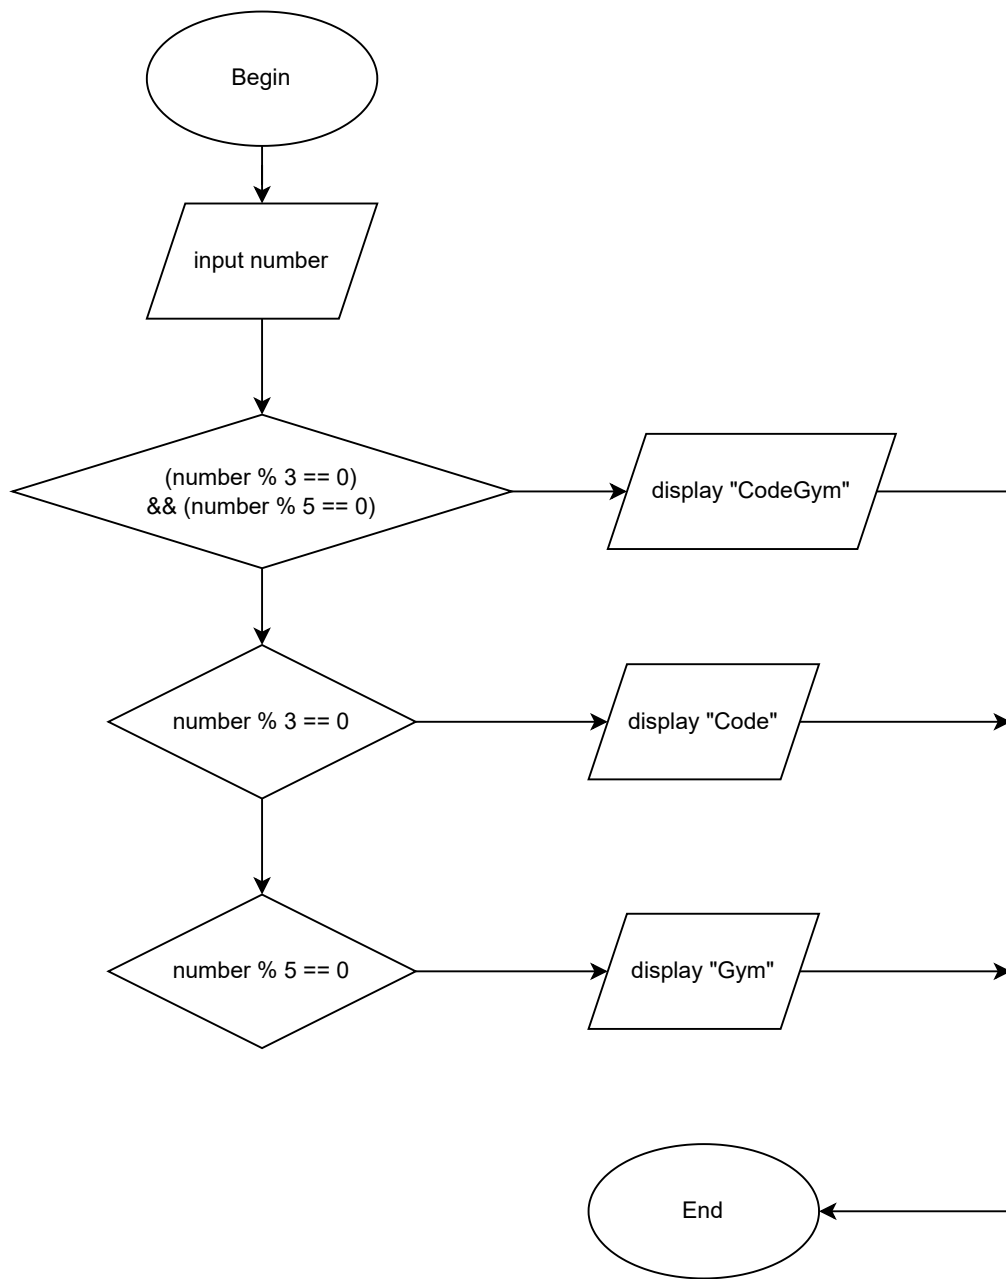 Begin
input number
(number % 3 == 0)
&& (number % 5 == 0)
display "CodeGym"
number % 3 == 0
display "Code"
number % 5 == 0
display "Gym"
End